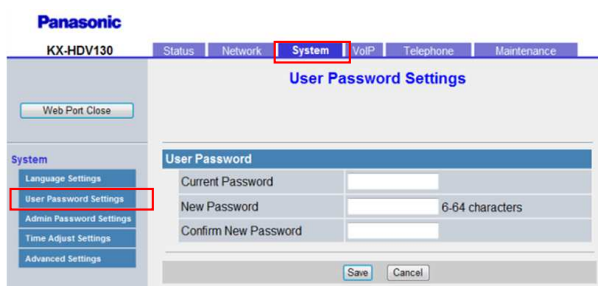 Panasonic
KX-HDV130
Status Network System VoIP Telephone Maintenance
User Password Settings
Web Port Close
System
Language Settings
User Password Settings
Admin Password Settings
Time Adjust Settings
Advanced Settings
User Password
Current Password
New Password 6-64 characters
Confirm New Password
Save Cancel